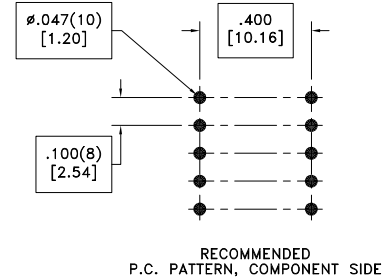 ø.047(10)
[1.20]
.400
[10.16]
.100(8)
[2.54]
RECOMMENDED
P.C. PATTERN, COMPONENT SIDE